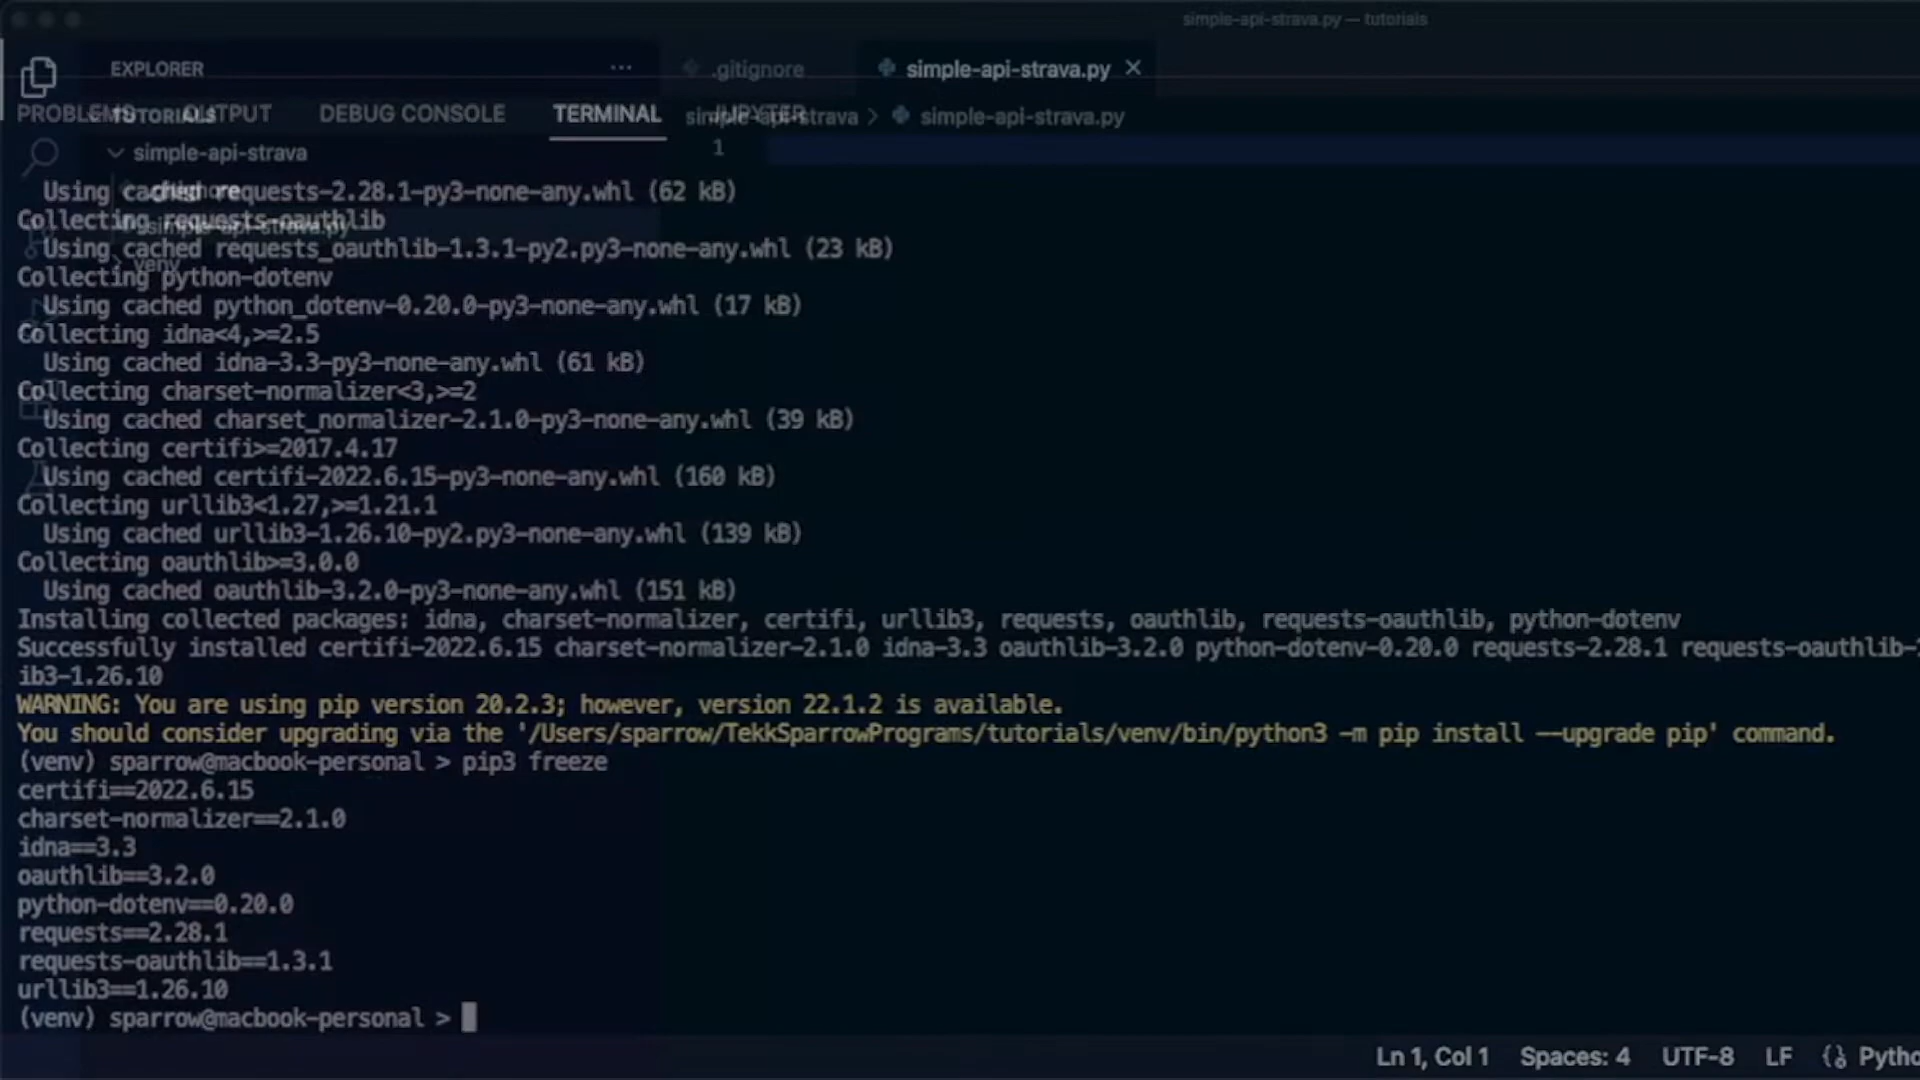 simple-api-strava.py — tutorials
EXPLORER
.gitignore
simple-api-strava.py
PROBLEMS
OUTPUT
DEBUG CONSOLE
TERMINAL
JUPYTER
TUTORIALS
simple-api-strava > simple-api-strava.py
simple-api-strava
1
.gitignore
simple-api-strava.py
venv
Using cached requests-2.28.1-py3-none-any.whl (62 kB)
Collecting requests-oauthlib
Using cached requests_oauthlib-1.3.1-py2.py3-none-any.whl (23 kB)
Collecting python-dotenv
Using cached python_dotenv-0.20.0-py3-none-any.whl (17 kB)
Collecting idna<4,>=2.5
Using cached idna-3.3-py3-none-any.whl (61 kB)
Collecting charset-normalizer<3,>=2
Using cached charset_normalizer-2.1.0-py3-none-any.whl (39 kB)
Collecting certifi>=2017.4.17
Using cached certifi-2022.6.15-py3-none-any.whl (160 kB)
Collecting urllib3<1.27,>=1.21.1
Using cached urllib3-1.26.10-py2.py3-none-any.whl (139 kB)
Collecting oauthlib>=3.0.0
Using cached oauthlib-3.2.0-py3-none-any.whl (151 kB)
Installing collected packages: idna, charset-normalizer, certifi, urllib3, requests, oauthlib, requests-oauthlib, python-dotenv
Successfully installed certifi-2022.6.15 charset-normalizer-2.1.0 idna-3.3 oauthlib-3.2.0 python-dotenv-0.20.0 requests-2.28.1 requests-oauthlib-
ib3-1.26.10
WARNING: You are using pip version 20.2.3; however, version 22.1.2 is available.
You should consider upgrading via the '/Users/sparrow/TekkSparrowPrograms/tutorials/venv/bin/python3 -m pip install --upgrade pip' command.
(venv) sparrow@macbook-personal > pip3 freeze
certifi==2022.6.15
charset-normalizer==2.1.0
idna==3.3
oauthlib==3.2.0
python-dotenv==0.20.0
requests==2.28.1
requests-oauthlib==1.3.1
urllib3==1.26.10
(venv) sparrow@macbook-personal >
Ln 1, Col 1 Spaces: 4 UTF-8 LF Pytho